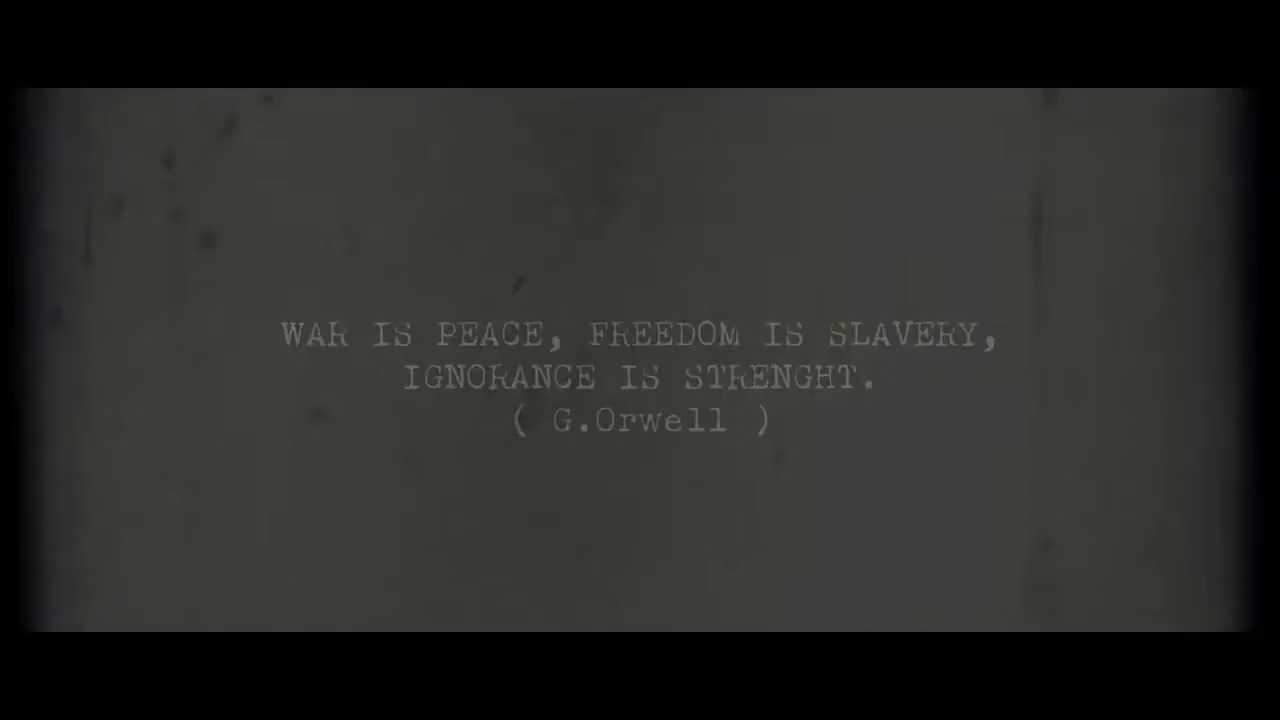 WAR IS PEACE, FREEDOM IS SLAVERY,
IGNORANCE IS STRENGHT.
( G.Orwell )